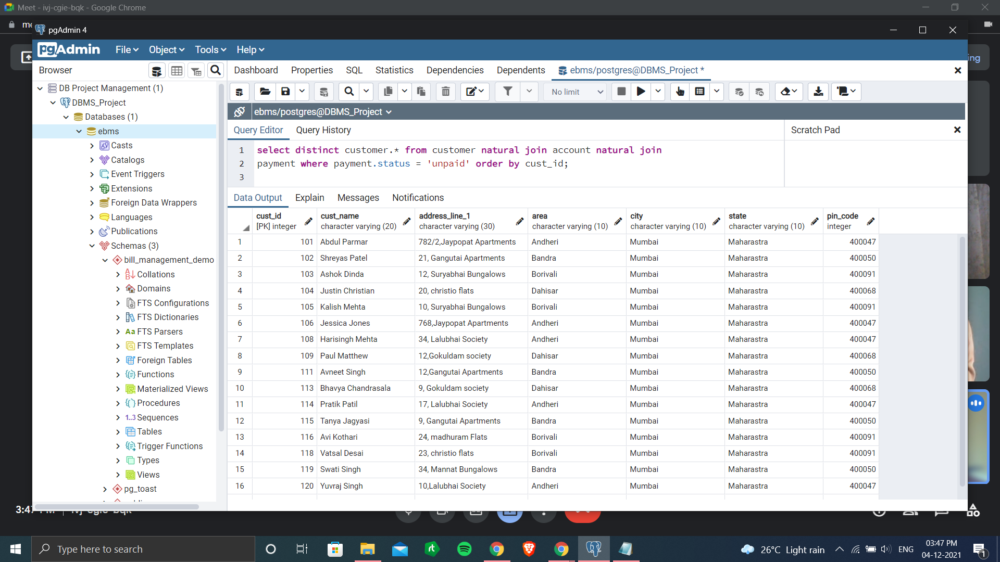 Meet - ivj-cgie-bqk - Google Chrome
pgAdmin 4
pgAdmin File Object Tools Help
Browser
Dashboard Properties SQL Statistics Dependencies Dependents ebms/postgres@DBMS_Project *
No limit
ebms/postgres@DBMS_Project
Query Editor Query History Scratch Pad
1 select distinct customer.* from customer natural join account natural join
2 payment where payment.status = 'unpaid' order by cust_id;
3
DB Project Management (1)
DBMS_Project
Databases (1)
ebms
Casts
Catalogs
Event Triggers
Extensions
Foreign Data Wrappers
Languages
Publications
Schemas (3)
bill_management_demo
Collations
Domains
FTS Configurations
FTS Dictionaries
Aa FTS Parsers
FTS Templates
Foreign Tables
Functions
Materialized Views
Procedures
1..3 Sequences
Tables
Trigger Functions
Types
Views
pg_toast
Data Output Explain Messages Notifications
cust_id cust_name address_line_1 area city state pin_code
[PK] integer character varying (20) character varying (30) character varying (10) character varying (10) character varying (10) integer
1 101 Abdul Parmar 782/2,Jaypopat Apartments Andheri Mumbai Maharastra 400047
2 102 Shreyas Patel 21, Gangutai Apartments Bandra Mumbai Maharastra 400050
3 103 Ashok Dinda 12, Suryabhai Bungalows Borivali Mumbai Maharastra 400091
4 104 Justin Christian 20, christio flats Dahisar Mumbai Maharastra 400068
5 105 Kalish Mehta 10, Suryabhai Bungalows Borivali Mumbai Maharastra 400091
6 106 Jessica Jones 768,Jaypopat Apartments Andheri Mumbai Maharastra 400047
7 108 Harisingh Mehta 34, Lalubhai Society Andheri Mumbai Maharastra 400047
8 109 Paul Matthew 12,Gokuldam society Dahisar Mumbai Maharastra 400068
9 111 Avneet Singh 12,Gangutai Apartments Bandra Mumbai Maharastra 400050
10 113 Bhavya Chandrasala 9, Gokuldam society Dahisar Mumbai Maharastra 400068
11 114 Pratik Patil 17, Lalubhai Society Andheri Mumbai Maharastra 400047
12 115 Tanya Jagyasi 9, Gangutai Apartments Bandra Mumbai Maharastra 400050
13 116 Avi Kothari 24, madhuram Flats Borivali Mumbai Maharastra 400091
14 118 Vatsal Desai 23, christio flats Borivali Mumbai Maharastra 400091
15 119 Swati Singh 34, Mannat Bungalows Bandra Mumbai Maharastra 400050
16 120 Yuvraj Singh 10,Lalubhai Society Andheri Mumbai Maharastra 400047
Type here to search
26°C Light rain
ENG
03:47 PM
04-12-2021
1